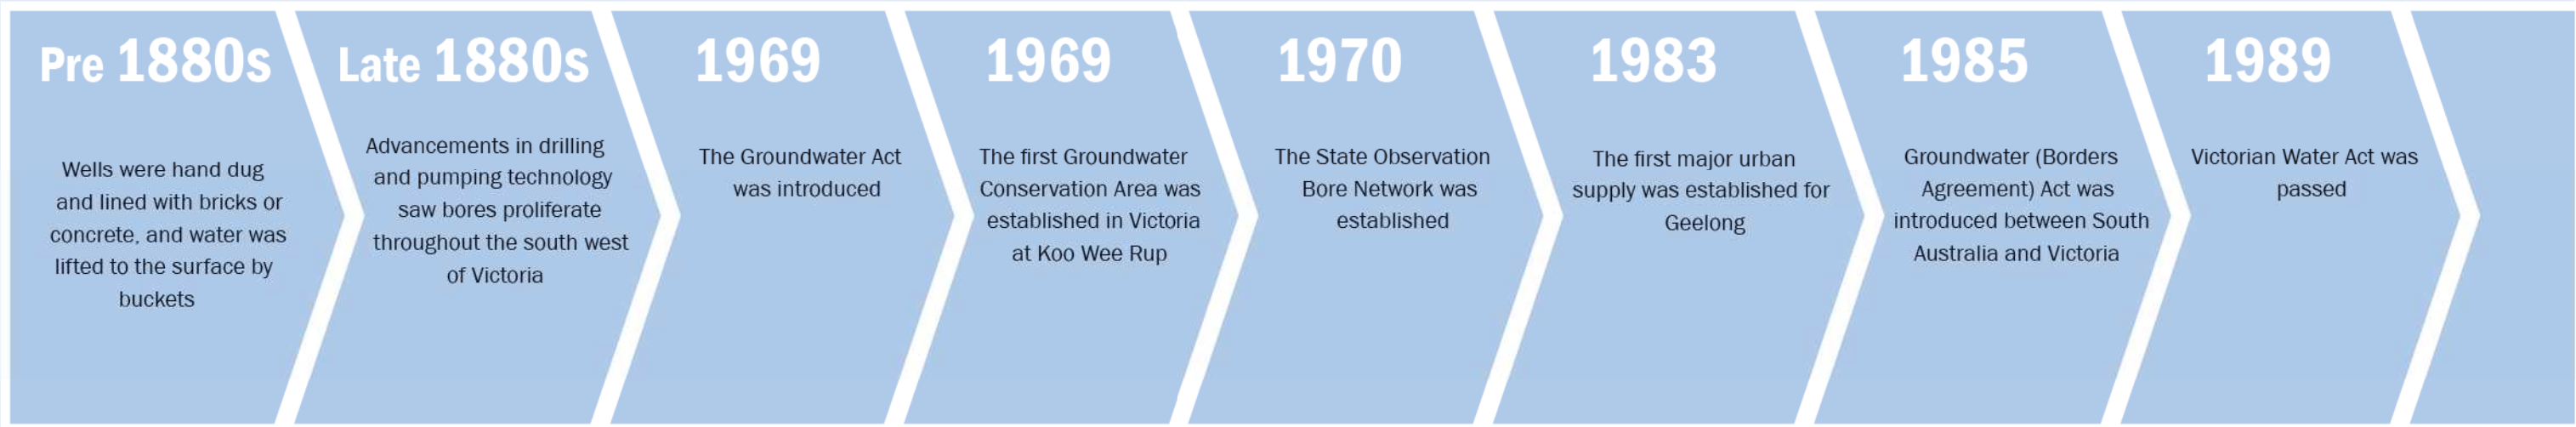 Pre 1880s
Wells were hand dug
and lined with bricks or
concrete, and water was
lifted to the surface by
buckets
Late 1880s
Advancements in drilling
and pumping technology
saw bores proliferate
throughout the south west
of Victoria
1969
The Groundwater Act
was introduced
1969
The first Groundwater
Conservation Area was
established in Victoria
at Koo Wee Rup
1970
The State Observation
Bore Network was
established
1983
The first major urban
supply was established for
Geelong
1985
Groundwater (Borders
Agreement) Act was
introduced between South
Australia and Victoria
1989
Victorian Water Act was
passed